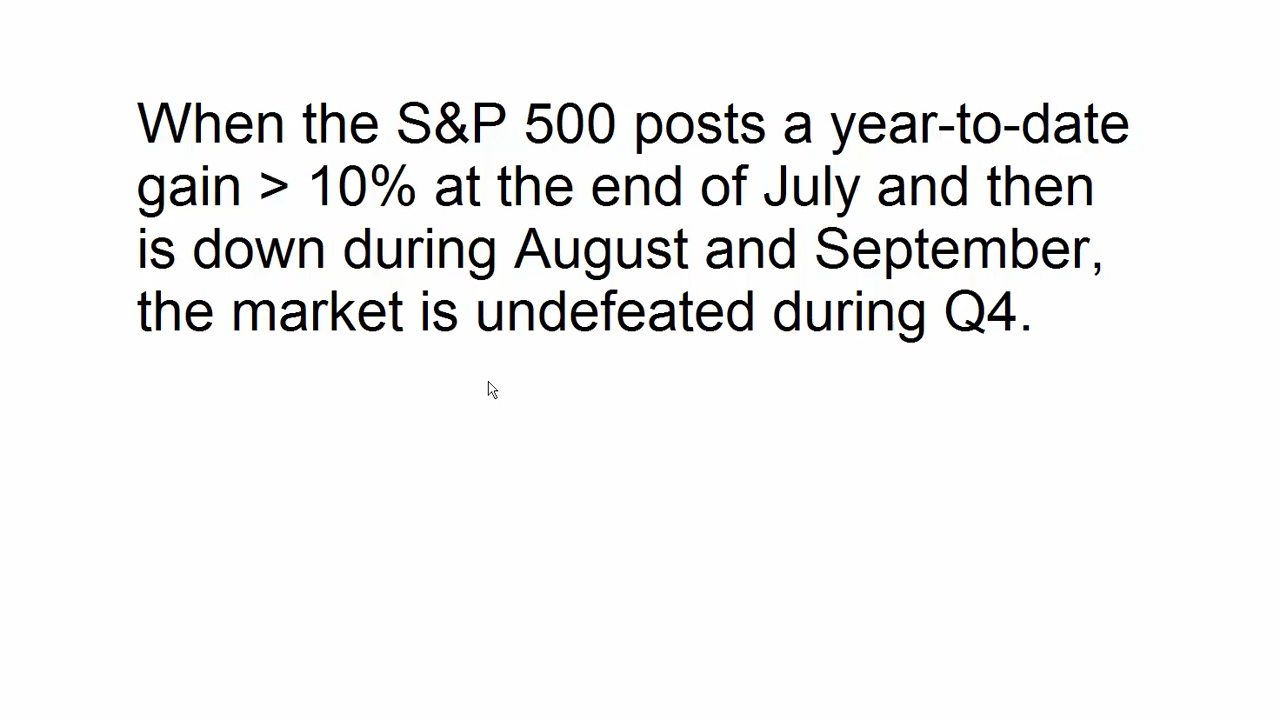 When the S&P 500 posts a year-to-date
gain > 10% at the end of July and then
is down during August and September,
the market is undefeated during Q4.